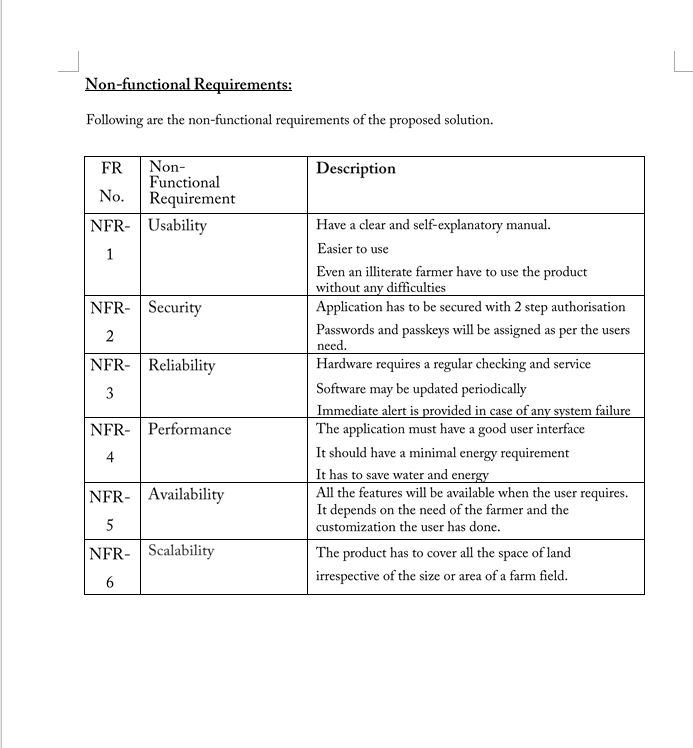 Non-functional Requirements:
Following are the non-functional requirements of the proposed solution.
FR
No.
Non-
Functional
Requirement
Description
NFR-
1
Usability
Have a clear and self-explanatory manual.
Easier to use
Even an illiterate farmer have to use the product
without any difficulties
NFR-
2
Security
Application has to be secured with 2 step authorisation
Passwords and passkeys will be assigned as per the users
need.
NFR-
3
Reliability
Hardware requires a regular checking and service
Software may be updated periodically
Immediate alert is provided in case of any system failure
NFR-
4
Performance
The application must have a good user interface
It should have a minimal energy requirement
It has to save water and energy
NFR-
5
Availability
All the features will be available when the user requires.
It depends on the need of the farmer and the
customization the user has done.
NFR-
6
Scalability
The product has to cover all the space of land
irrespective of the size or area of a farm field.